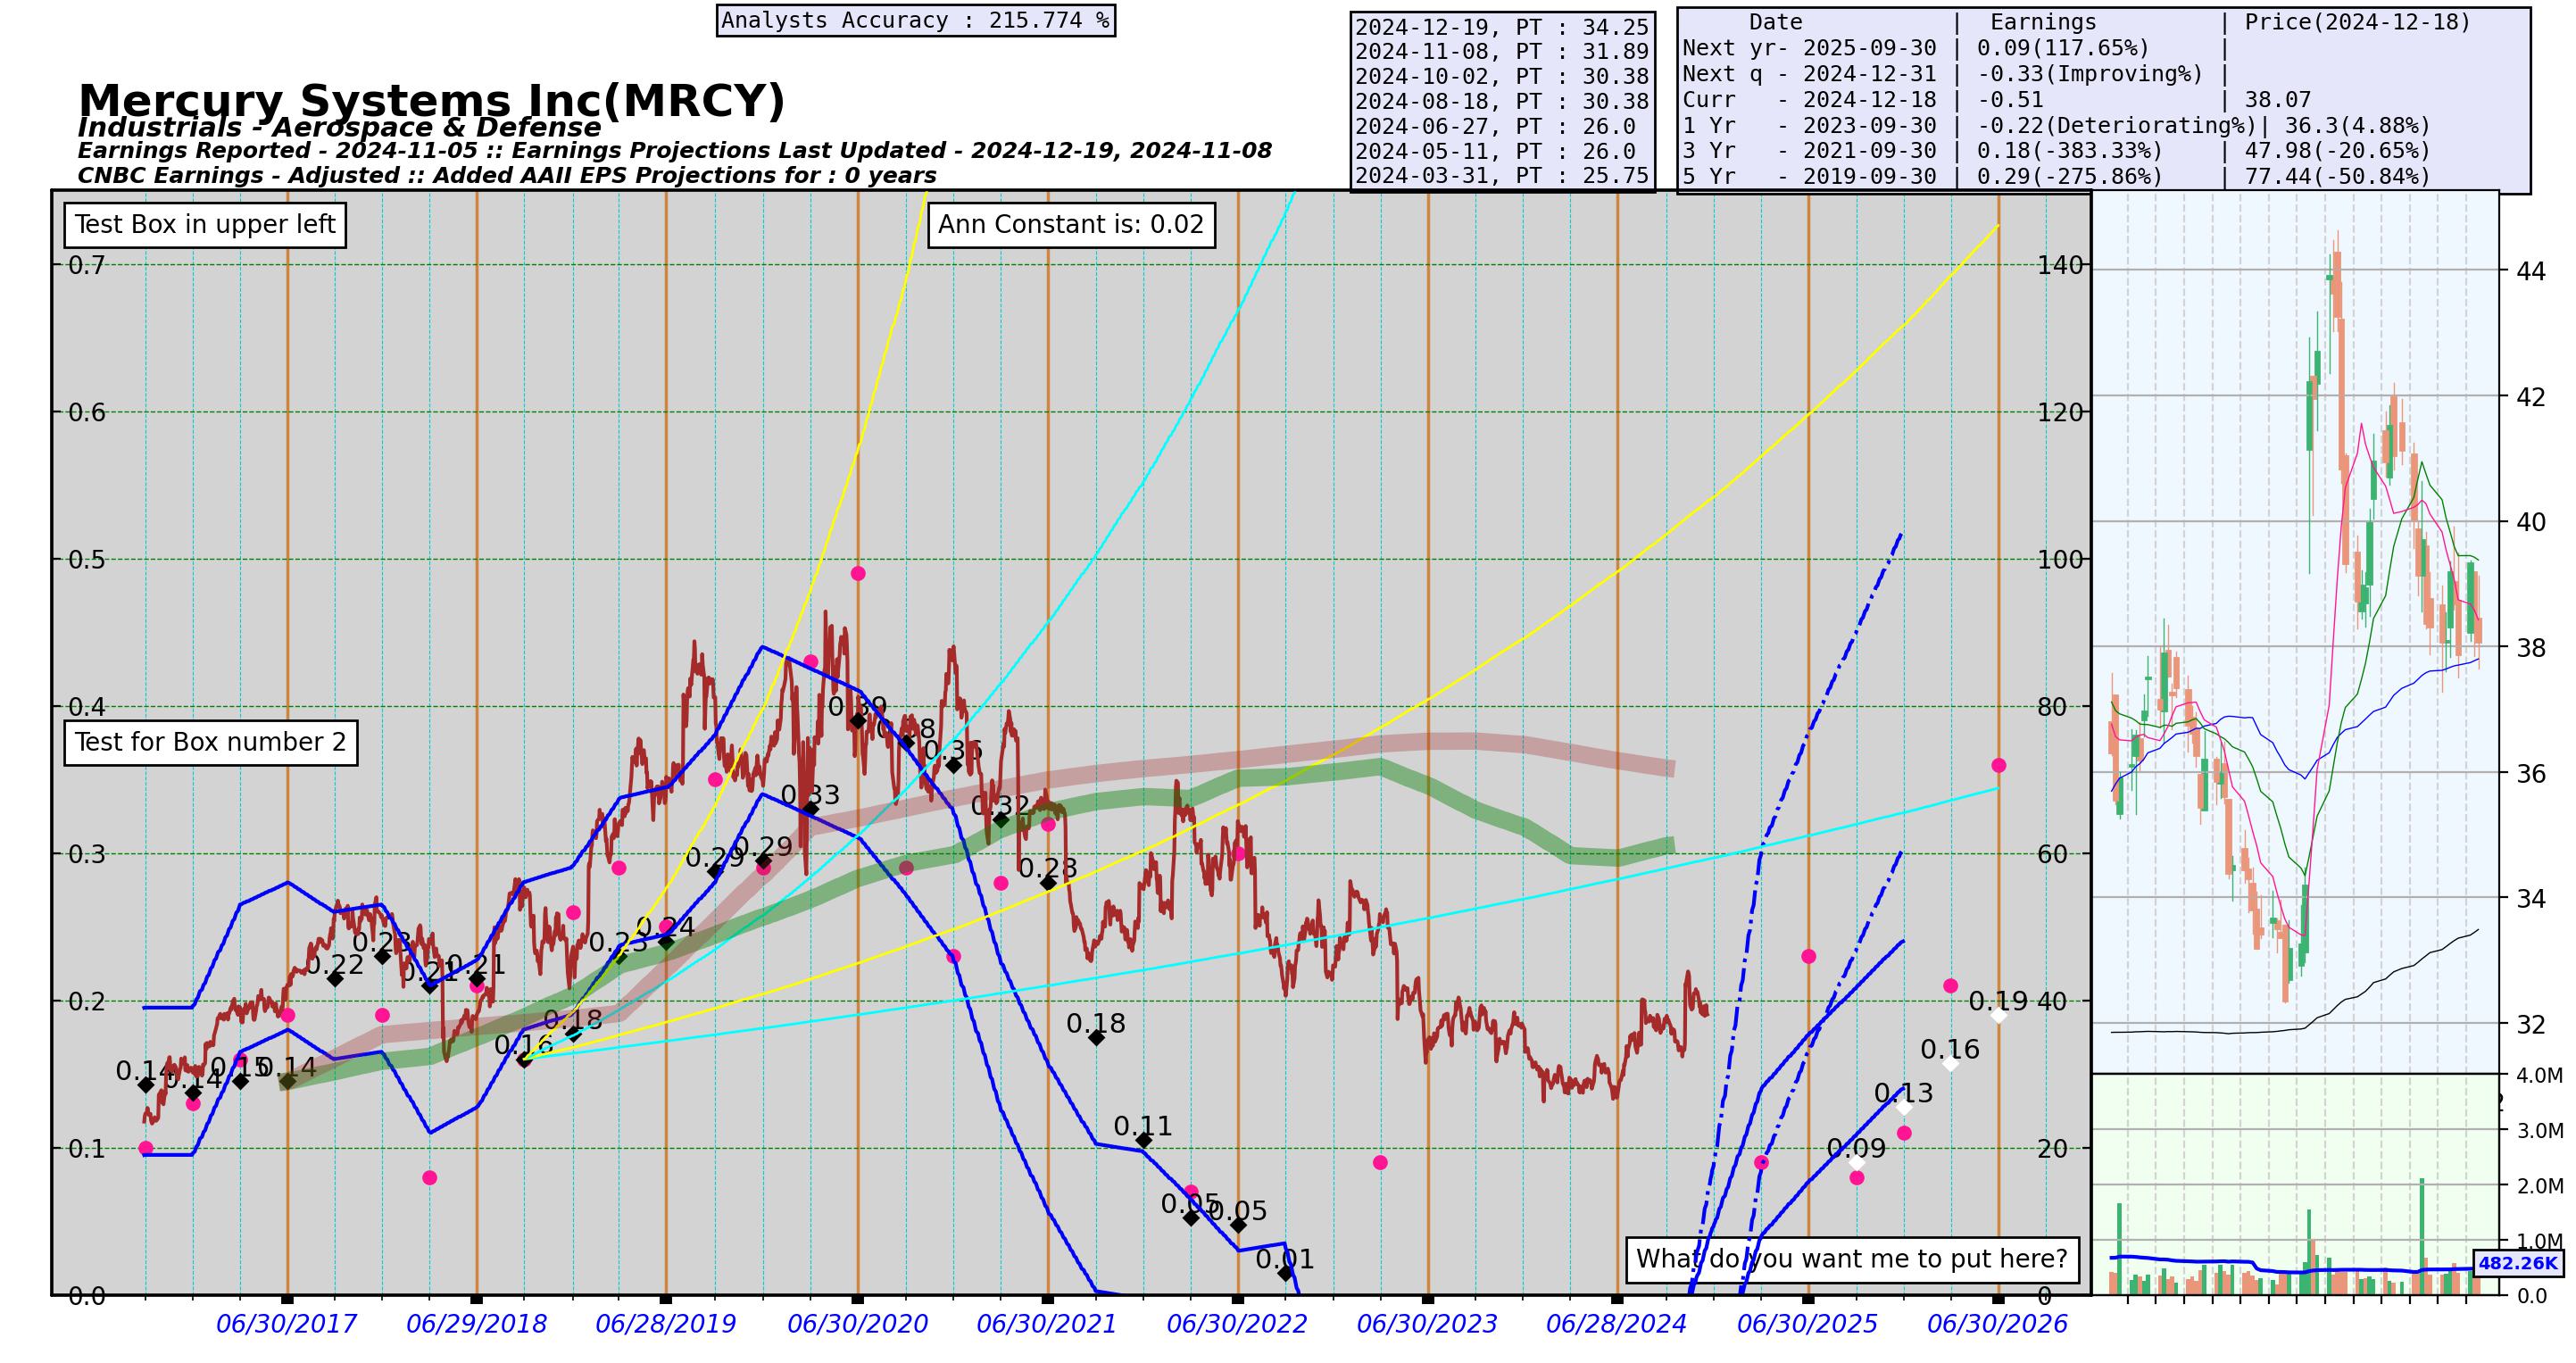 Analysts Accuracy : 215.774 %
2024-12-19, PT : 34.25
2024-11-08, PT : 31.89
2024-10-02, PT : 30.38
2024-08-18, PT : 30.38
2024-06-27, PT : 26.0
2024-05-11, PT : 26.0
2024-03-31, PT : 25.75
Date | Earnings | Price(2024-12-18)
Next yr- 2025-09-30 | 0.09(117.65%) |
Next q - 2024-12-31 | -0.33(Improving%) |
Curr - 2024-12-18 | -0.51 | 38.07
1 Yr - 2023-09-30 | -0.22(Deteriorating%)| 36.3(4.88%)
3 Yr - 2021-09-30 | 0.18(-383.33%) | 47.98(-20.65%)
5 Yr - 2019-09-30 | 0.29(-275.86%) | 77.44(-50.84%)
Mercury Systems Inc(MRCY)
Industrials - Aerospace & Defense
Earnings Reported - 2024-11-05 :: Earnings Projections Last Updated - 2024-12-19, 2024-11-08
CNBC Earnings - Adjusted :: Added AAII EPS Projections for : 0 years
Test Box in upper left
Ann Constant is: 0.02
Test for Box number 2
What do you want me to put here?
0.7
0.6
0.5
0.4
0.3
0.2
0.1
0.0
140
120
100
80
60
40
20
0
0.14
0.14
0.15
0.14
0.22
0.23
0.21
0.21
0.16
0.18
0.23
0.24
0.29
0.29
0.33
0.39
0.38
0.36
0.32
0.28
0.18
0.11
0.05
0.05
0.01
0.09
0.13
0.16
0.19
44
42
40
38
36
34
32
4.0M
3.0M
2.0M
1.0M
482.26K
0.0
06/30/2017
06/29/2018
06/28/2019
06/30/2020
06/30/2021
06/30/2022
06/30/2023
06/28/2024
06/30/2025
06/30/2026